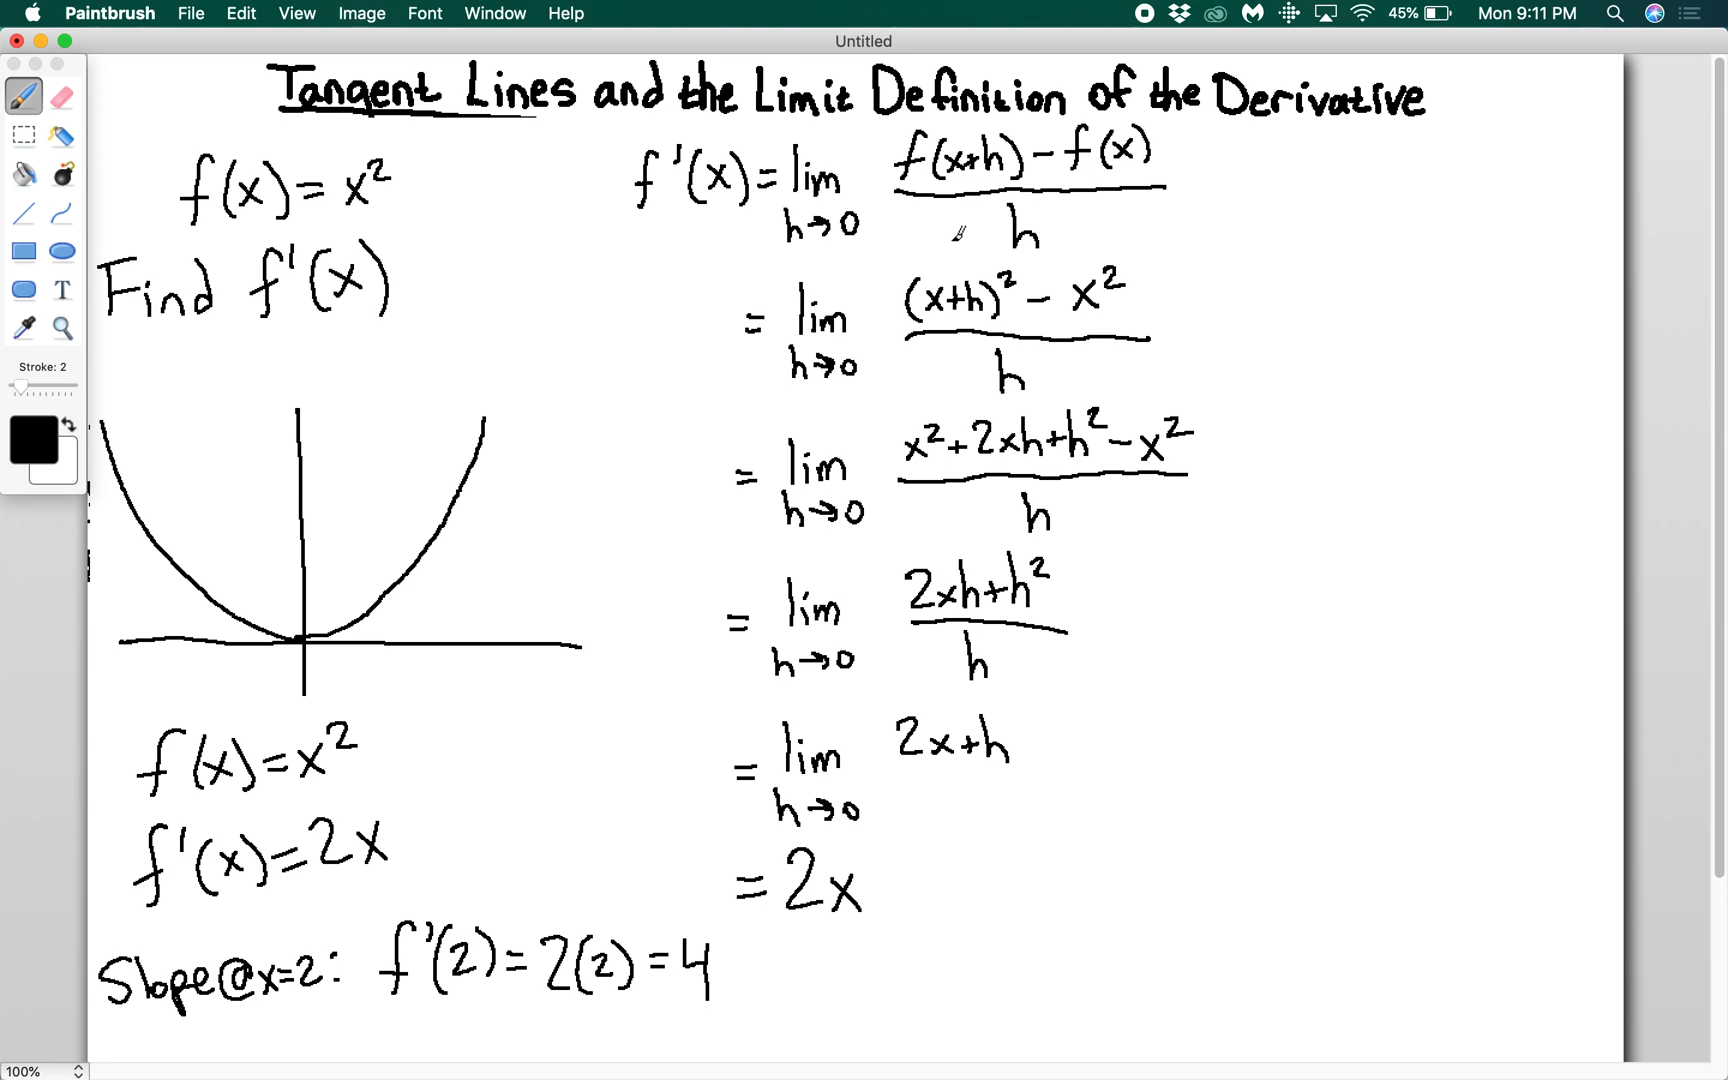 Paintbrush File Edit View Image Font Window Help 45% Mon 9:11 PM
Untitled
Tangent Lines and the Limit Definition of the Derivative
f(x) = x²
Find f'(x)
f'(x) = lim h→0 f(x+h) - f(x) / h
= lim h→0 (x+h)² - x² / h
= lim h→0 x² + 2xh + h² - x² / h
= lim h→0 2xh + h² / h
= lim h→0 2x + h
= 2x
T
Stroke: 2
f(x) = x²
f'(x) = 2x
Slope@x=2: f'(2) = 2(2) = 4
100%